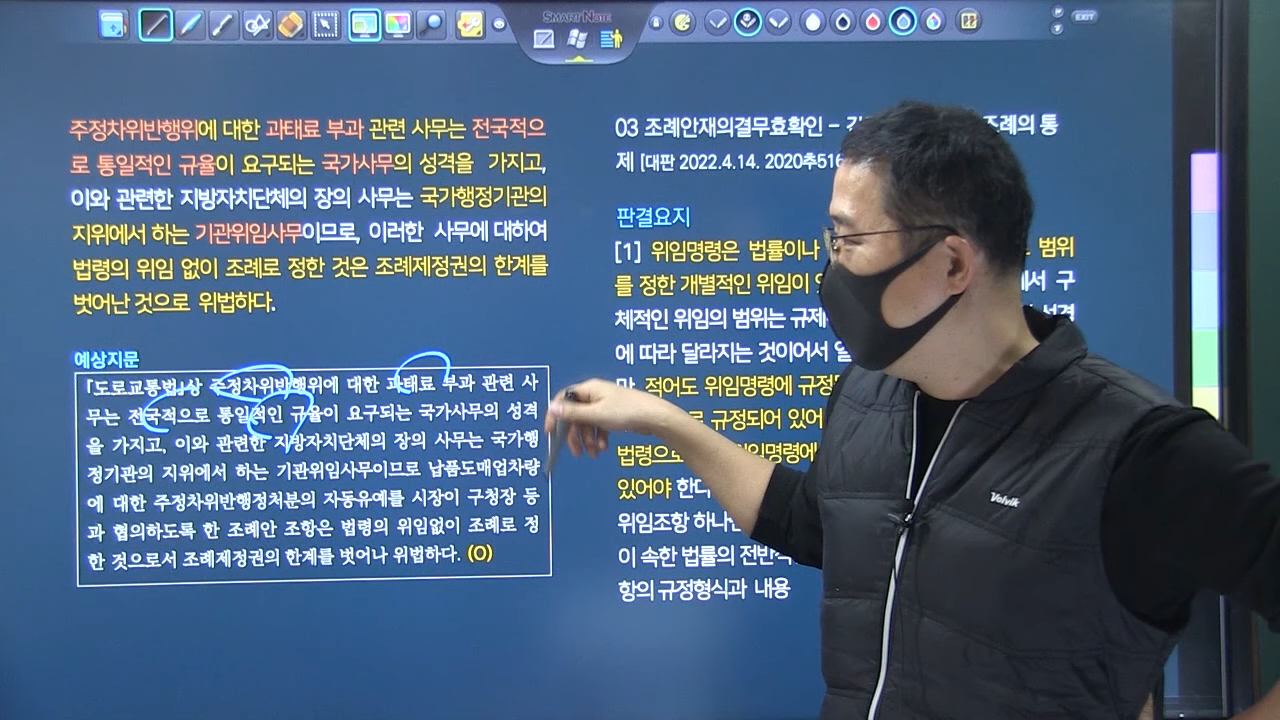 SMART NOTE
EXIT
주정차위반행위에 대한 과태료 부과 관련 사무는 전국적으
로 통일적인 규율이 요구되는 국가사무의 성격을 가지고,
이와 관련한 지방자치단체의 장의 사무는 국가행정기관의
지위에서 하는 기관위임사무이므로, 이러한 사무에 대하여
법령의 위임 없이 조례로 정한 것은 조례제정권의 한계를
벗어난 것으로 위법하다.
예상지문
「도로교통법」상 주정차위반행위에 대한 과태료 부과 관련 사
무는 전국적으로 통일적인 규율이 요구되는 국가사무의 성격
을 가지고, 이와 관련한 지방자치단체의 장의 사무는 국가행
정기관의 지위에서 하는 기관위임사무이므로 납품도매업차량
에 대한 주정차위반행정처분의 자동유예를 시장이 구청장 등
과 협의하도록 한 조례안 조항은 법령의 위임없이 조례로 정
한 것으로서 조례제정권의 한계를 벗어나 위법하다. (O)
03 조례안재의결무효확인 - 조례의 통
제 [대판 2022.4.14. 2020추516
판결요지
[1] 위임명령은 법률이나 범위
를 정한 개별적인 위임이 구
체적인 위임의 범위는 규제
에 따라 달라지는 것이어서
만, 적어도 위임명령에 규정
로 규정되어 있어
법령으로
있어야 한다
위임조항 하나만
이 속한 법률의 전반적
항의 규정형식과 내용
Volvik